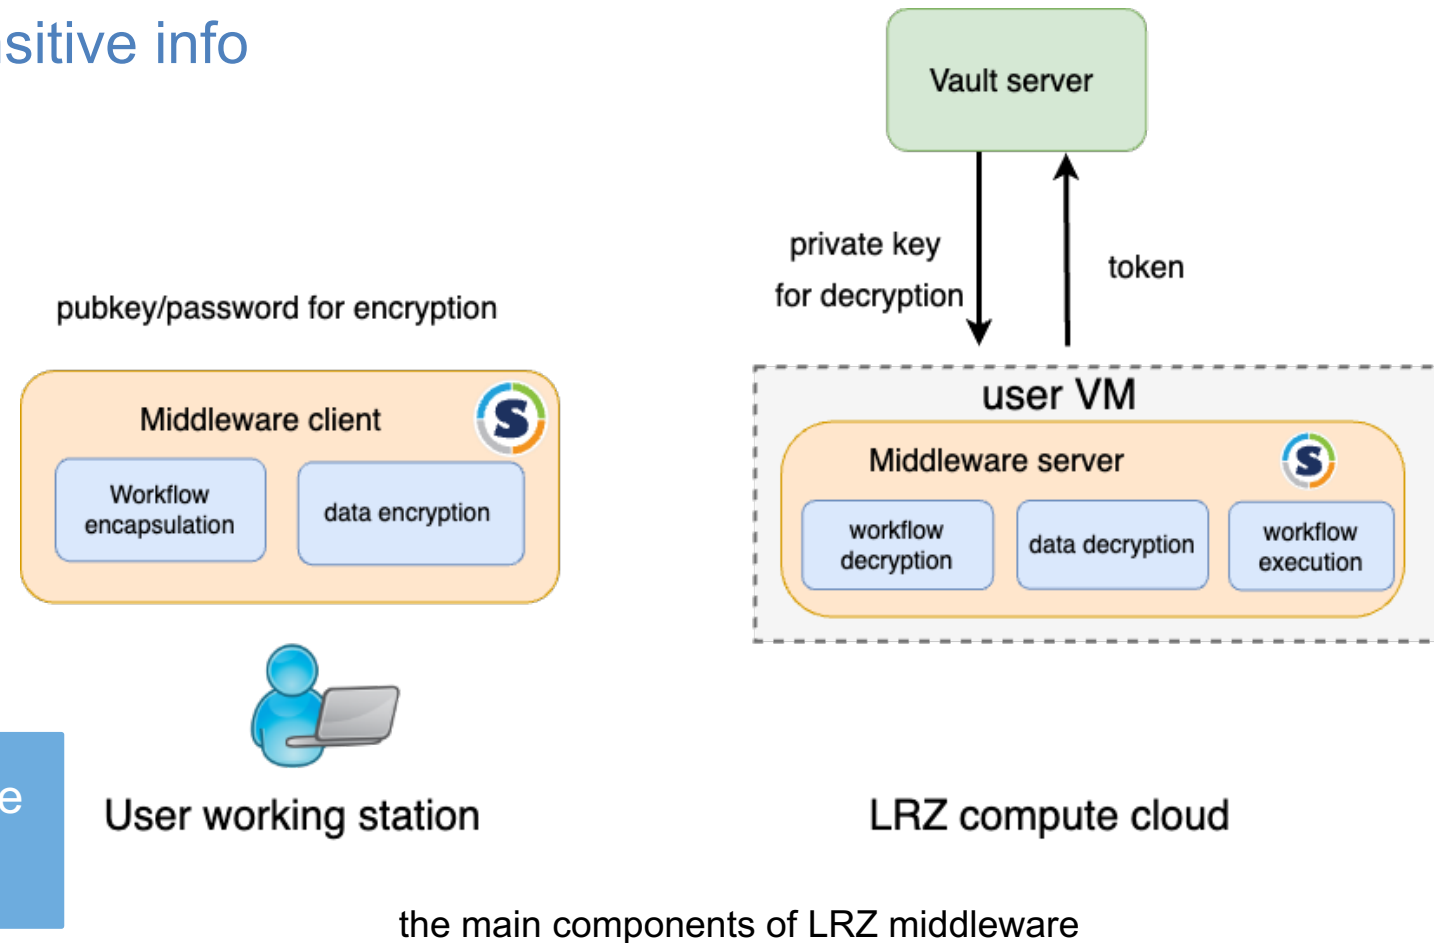 nsitive info
Vault server
private key
for decryption
token
pubkey/password for encryption
Middleware client
S
Workflow
encapsulation
data encryption
user VM
Middleware server
S
workflow
decryption
data decryption
workflow
execution
e
User working station
LRZ compute cloud
the main components of LRZ middleware